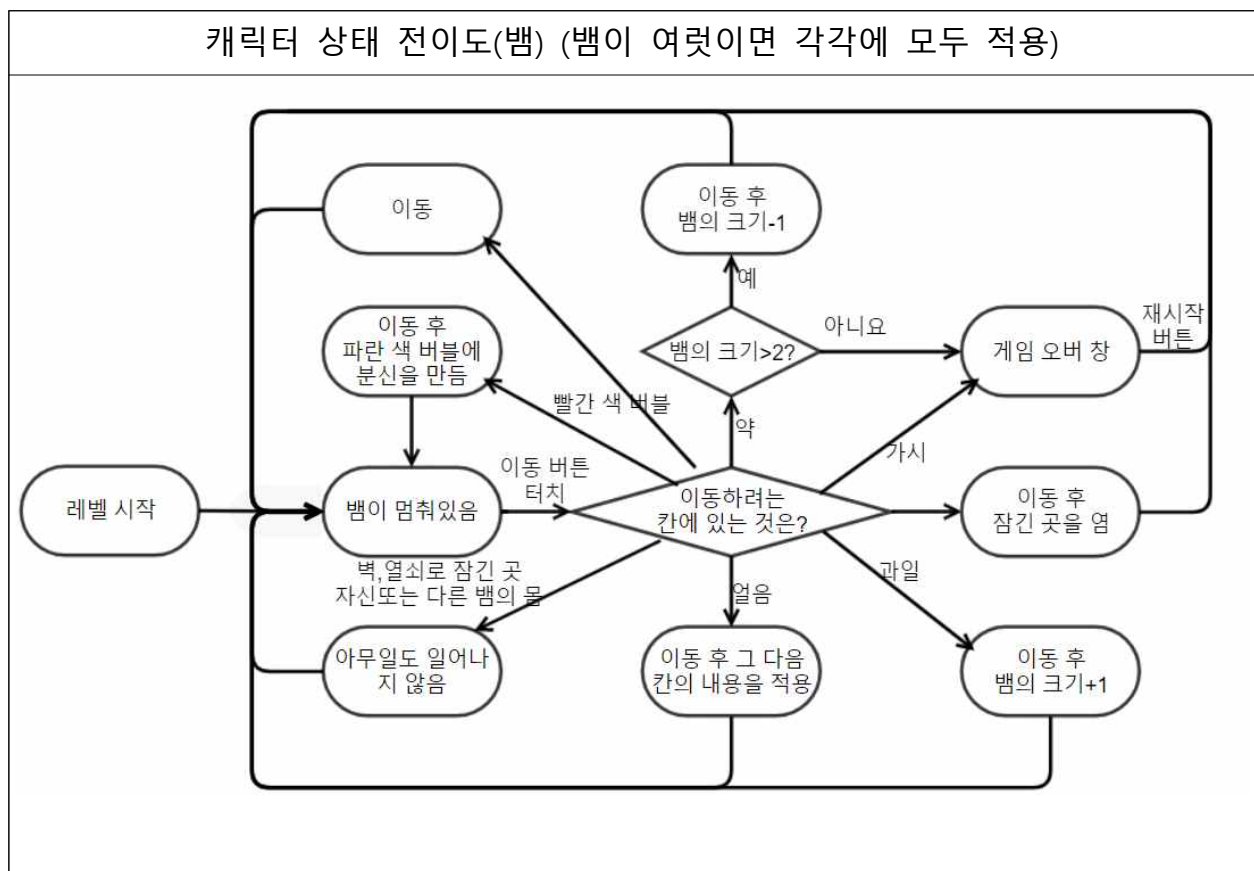 캐릭터 상태 전이도(뱀) (뱀이 여럿이면 각각에 모두 적용)
이동
이동 후
뱀의 크기-1
예
이동 후
파란 색 버블에
분신을 만듬
뱀의 크기>2?
아니요
게임 오버 창
재시작
버튼
빨간 색 버블
약
가시
레벨 시작
뱀이 멈춰있음
이동 버튼
터치
이동하려는
칸에 있는 것은?
이동 후
잠긴 곳을 염
벽,열쇠로 잠긴 곳
자신또는 다른 뱀의 몸
얼음
과일
아무일도 일어나
지 않음
이동 후 그 다음
칸의 내용을 적용
이동 후
뱀의 크기+1